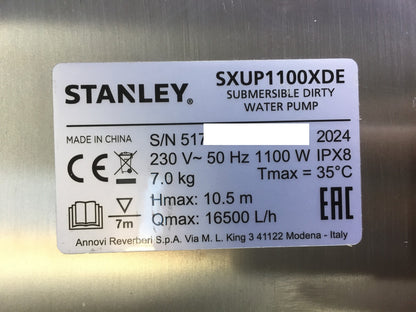 STANLEY®
SXUP1100XDE
SUBMERSIBLE DIRTY
WATER PUMP
MADE IN CHINA
S/N 517 2024
230 V~ 50 Hz 1100 W IPX8
7.0 kg Tmax = 35°C
Hmax: 10.5 m
Qmax: 16500 L/h
7m
EAC
Annovi Reverberi S.p.A. Via M. L. King 3 41122 Modena - Italy